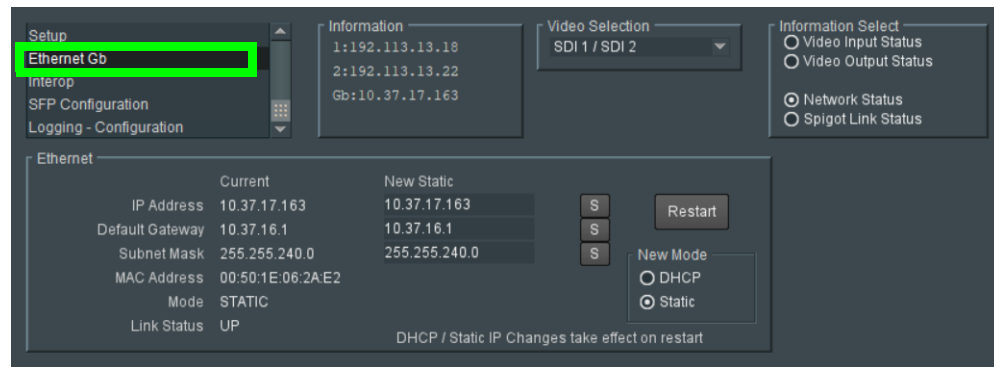 Setup
Ethernet Gb
Interop
SFP Configuration
Logging - Configuration
Information
1:192.113.13.18
2:192.113.13.22
Gb:10.37.17.163
Video Selection
SDI 1 / SDI 2
Information Select
Video Input Status
Video Output Status
Network Status
Spigot Link Status
Ethernet
Current New Static
IP Address 10.37.17.163 10.37.17.163 S
Default Gateway 10.37.16.1 10.37.16.1 S
Subnet Mask 255.255.240.0 255.255.240.0 S
MAC Address 00:50:1E:06:2A:E2
Mode STATIC
Link Status UP
Restart
New Mode
DHCP
Static
DHCP / Static IP Changes take effect on restart